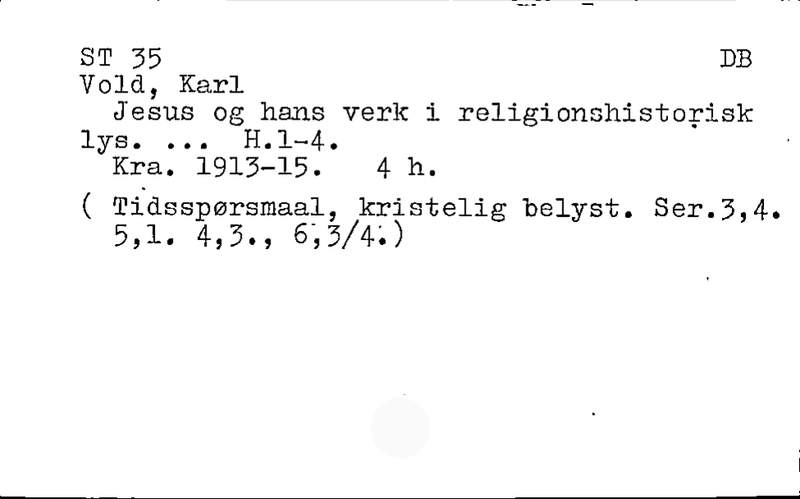 ST 35 DB
Vold, Karl
Jesus og hans verk i religionshistorisk
lys. ... H.1-4.
Kra. 1913-15. 4 h.
( Tidsspørsmaal, kristelig belyst. Ser.3,4.
5,1. 4,3., 6,3/4.)